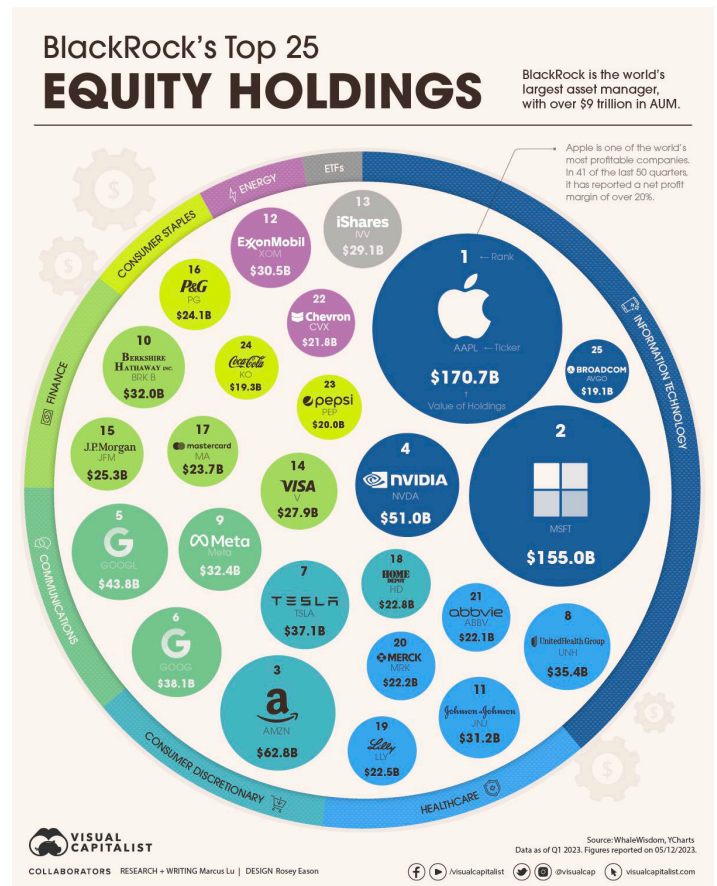 BlackRock's Top 25
EQUITY HOLDINGS
BlackRock is the world's
largest asset manager,
with over $9 trillion in AUM.
Apple is one of the world's
most profitable companies.
In 41 of the last 50 quarters,
it has reported a net profit
margin of over 20%.
ETFs
ENERGY
CONSUMER STAPLES
FINANCE
COMMUNICATIONS
CONSUMER DISCRETIONARY
HEALTHCARE
INFORMATION TECHNOLOGY
1 ← Rank
AAPL ← Ticker
$170.7B
↑
Value of Holdings
13
iShares
IVV
$29.1B
12
ExxonMobil
XOM
$30.5B
16
P&G
PG
$24.1B
22
Chevron
CVX
$21.8B
10
BERKSHIRE
HATHAWAY INC.
BRK B
$32.0B
24
Coca-Cola
KO
$19.3B
25
BROADCOM
AVGO
$19.1B
23
pepsi
PEP
$20.0B
15
J.P.Morgan
JFM
$25.3B
17
mastercard
MA
$23.7B
14
VISA
V
$27.9B
4
NVIDIA
NVDA
$51.0B
2
MSFT
$155.0B
5
G
GOOGL
$43.8B
9
Meta
Meta
$32.4B
7
TESLA
TSLA
$37.1B
18
THE
HOME
DEPOT
HD
$22.8B
21
abbvie
ABBV
$22.1B
8
UnitedHealth Group
UNH
$35.4B
6
G
GOOG
$38.1B
20
MERCK
MRK
$22.2B
3
a
AMZN
$62.8B
11
Johnson & Johnson
JNJ
$31.2B
19
Lilly
LLY
$22.5B
VISUAL
CAPITALIST
Source: WhaleWisdom, YCharts
Data as of Q1 2023. Figures reported on 05/12/2023.
COLLABORATORS RESEARCH + WRITING Marcus Lu | DESIGN Rosey Eason
/visualcapitalist @visualcap visualcapitalist.com